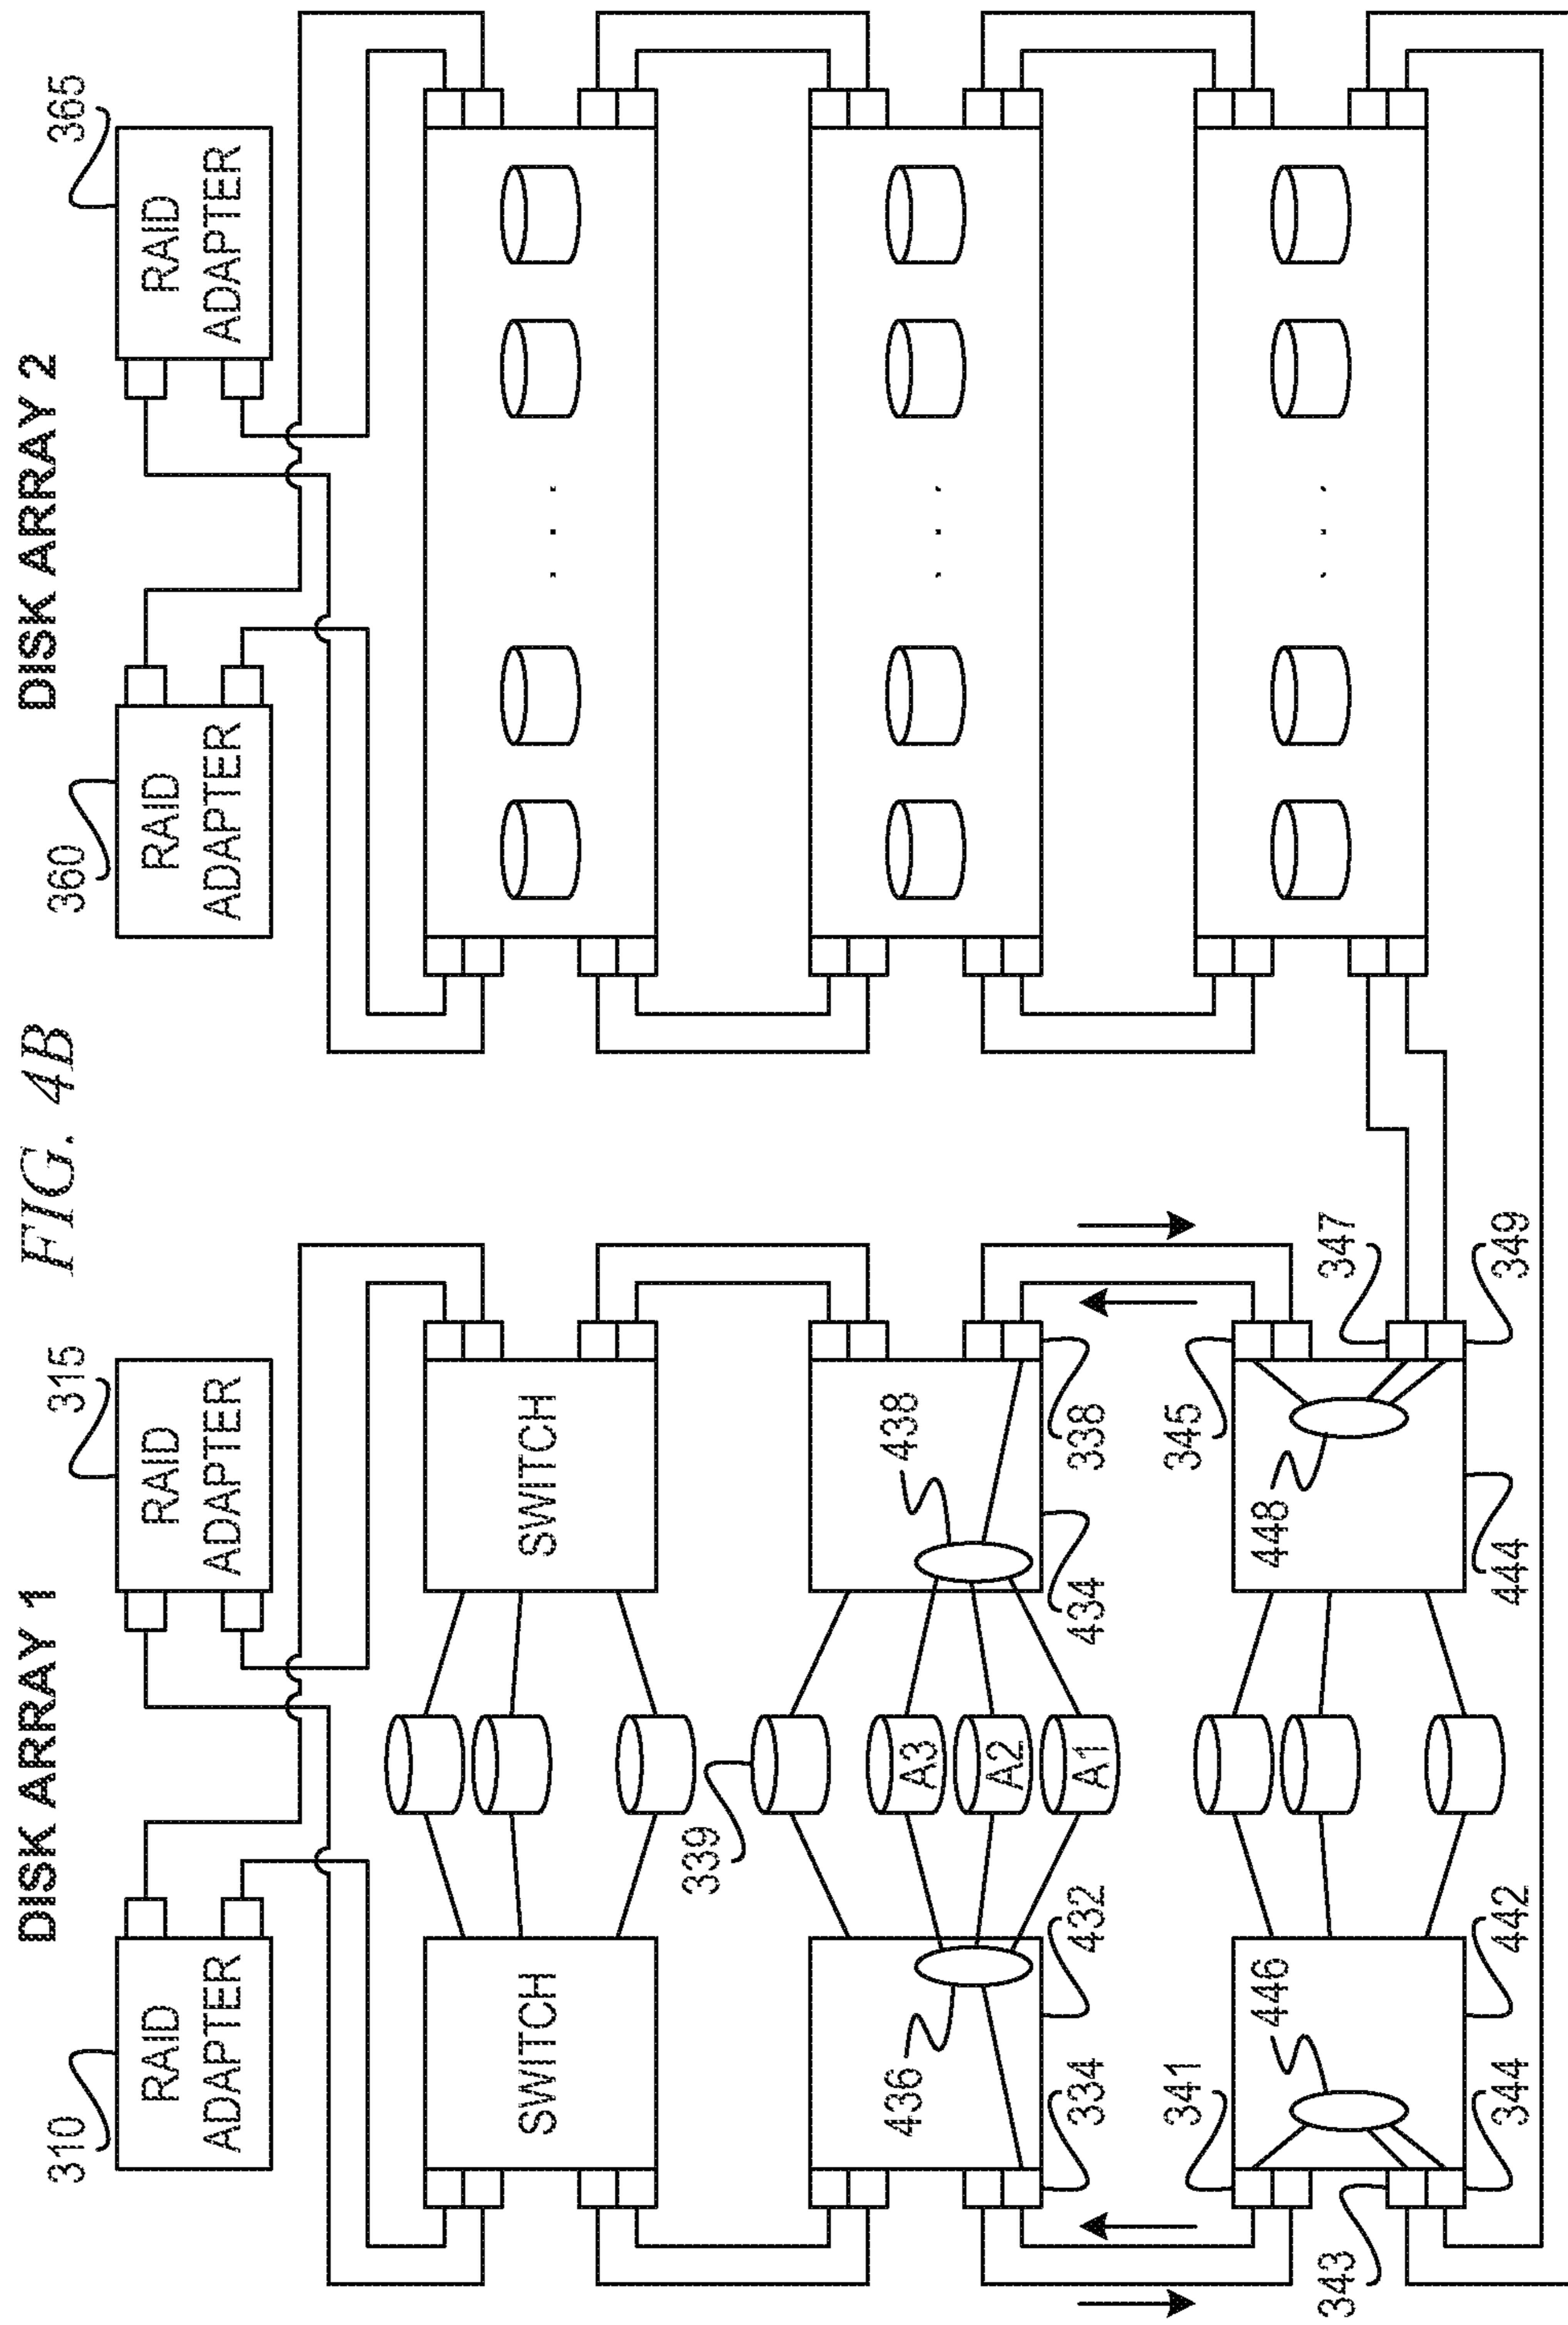 FIG. 4B
DISK ARRAY 1
DISK ARRAY 2
310
RAID
ADAPTER
315
RAID
ADAPTER
360
RAID
ADAPTER
365
RAID
ADAPTER
SWITCH
SWITCH
339
436
432
334
A3
A2
A1
438
434
338
341
446
343
344
442
345
448
347
444
349